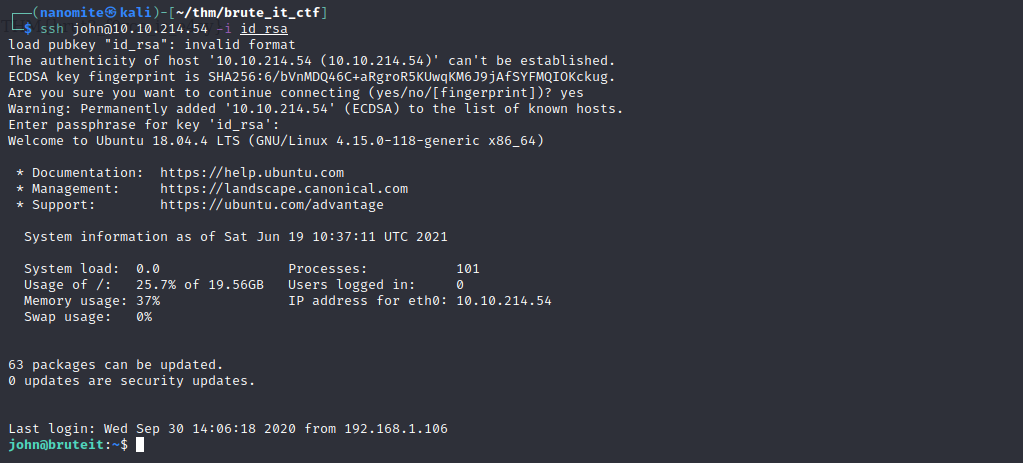 ┌──(nanomite㉿kali)-[~/thm/brute_it_ctf]
└─$ ssh john@10.10.214.54 -i id_rsa
load pubkey "id_rsa": invalid format
The authenticity of host '10.10.214.54 (10.10.214.54)' can't be established.
ECDSA key fingerprint is SHA256:6/bVnMDQ46C+aRgroR5KUwqKM6J9jAfSYFMQIOKckug.
Are you sure you want to continue connecting (yes/no/[fingerprint])? yes
Warning: Permanently added '10.10.214.54' (ECDSA) to the list of known hosts.
Enter passphrase for key 'id_rsa':
Welcome to Ubuntu 18.04.4 LTS (GNU/Linux 4.15.0-118-generic x86_64)
* Documentation:  https://help.ubuntu.com
* Management:     https://landscape.canonical.com
* Support:        https://ubuntu.com/advantage
System information as of Sat Jun 19 10:37:11 UTC 2021
System load:  0.0                Processes:           101
Usage of /:   25.7% of 19.56GB   Users logged in:     0
Memory usage: 37%                IP address for eth0: 10.10.214.54
Swap usage:   0%
63 packages can be updated.
0 updates are security updates.
Last login: Wed Sep 30 14:06:18 2020 from 192.168.1.106
john@bruteit:~$